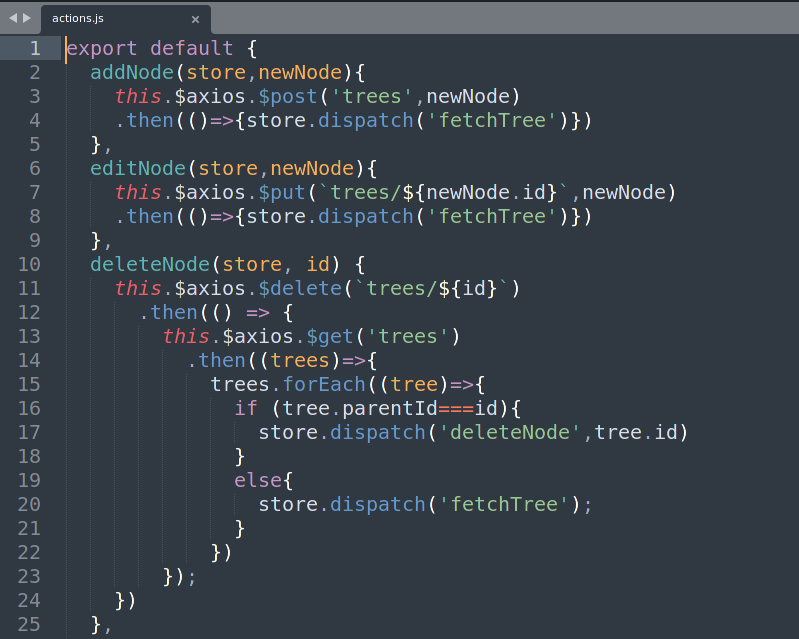 actions.js ×
1 export default {
2   addNode(store,newNode){
3     this.$axios.$post('trees',newNode)
4     .then(()=>{store.dispatch('fetchTree')})
5   },
6   editNode(store,newNode){
7     this.$axios.$put(`trees/${newNode.id}`,newNode)
8     .then(()=>{store.dispatch('fetchTree')})
9   },
10   deleteNode(store, id) {
11     this.$axios.$delete(`trees/${id}`)
12       .then(() => {
13         this.$axios.$get('trees')
14           .then((trees)=>{
15             trees.forEach((tree)=>{
16               if (tree.parentId===id){
17                 store.dispatch('deleteNode',tree.id)
18               }
19               else{
20                 store.dispatch('fetchTree');
21               }
22             })
23         });
24     })
25   },